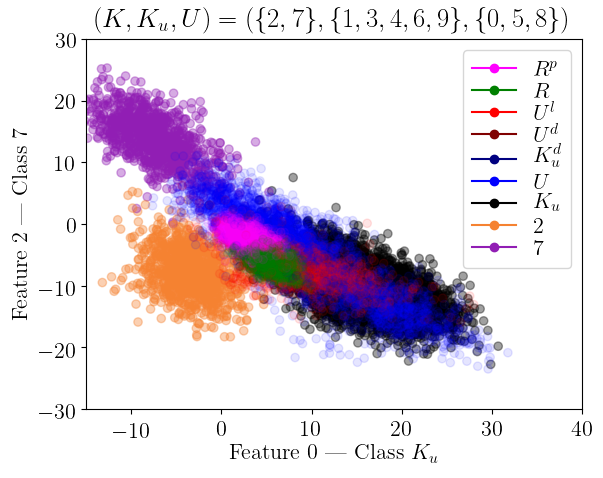 (K, K_u, U) = ({2, 7}, {1, 3, 4, 6, 9}, {0, 5, 8})
30
20
10
0
−10
−20
−30
Feature 2 — Class 7
R^p
R
U^l
U^d
K_u^d
U
K_u
2
7
−10
0
10
20
30
40
Feature 0 — Class K_u